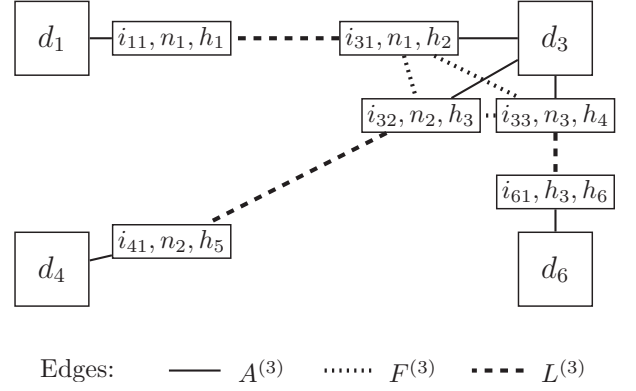 d₁ i₁₁, n₁, h₁ i₃₁, n₁, h₂ d₃
i₃₂, n₂, h₃ i₃₃, n₃, h₄
i₆₁, h₃, h₆
d₄ i₄₁, n₂, h₅ d₆
Edges: A⁽³⁾ F⁽³⁾ L⁽³⁾